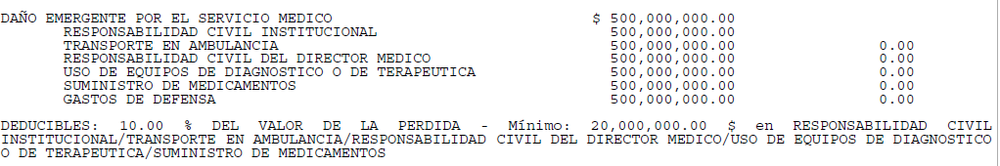 DAÑO EMERGENTE POR EL SERVICIO MEDICO $ 500,000,000.00
RESPONSABILIDAD CIVIL INSTITUCIONAL 500,000,000.00
TRANSPORTE EN AMBULANCIA 500,000,000.00 0.00
RESPONSABILIDAD CIVIL DEL DIRECTOR MEDICO 500,000,000.00 0.00
USO DE EQUIPOS DE DIAGNOSTICO O DE TERAPEUTICA 500,000,000.00 0.00
SUMINISTRO DE MEDICAMENTOS 500,000,000.00 0.00
GASTOS DE DEFENSA 500,000,000.00 0.00
DEDUCIBLES: 10.00 % DEL VALOR DE LA PERDIDA - Mínimo: 20,000,000.00 $ en RESPONSABILIDAD CIVIL
INSTITUCIONAL/TRANSPORTE EN AMBULANCIA/RESPONSABILIDAD CIVIL DEL DIRECTOR MEDICO/USO DE EQUIPOS DE DIAGNOSTICO
O DE TERAPEUTICA/SUMINISTRO DE MEDICAMENTOS